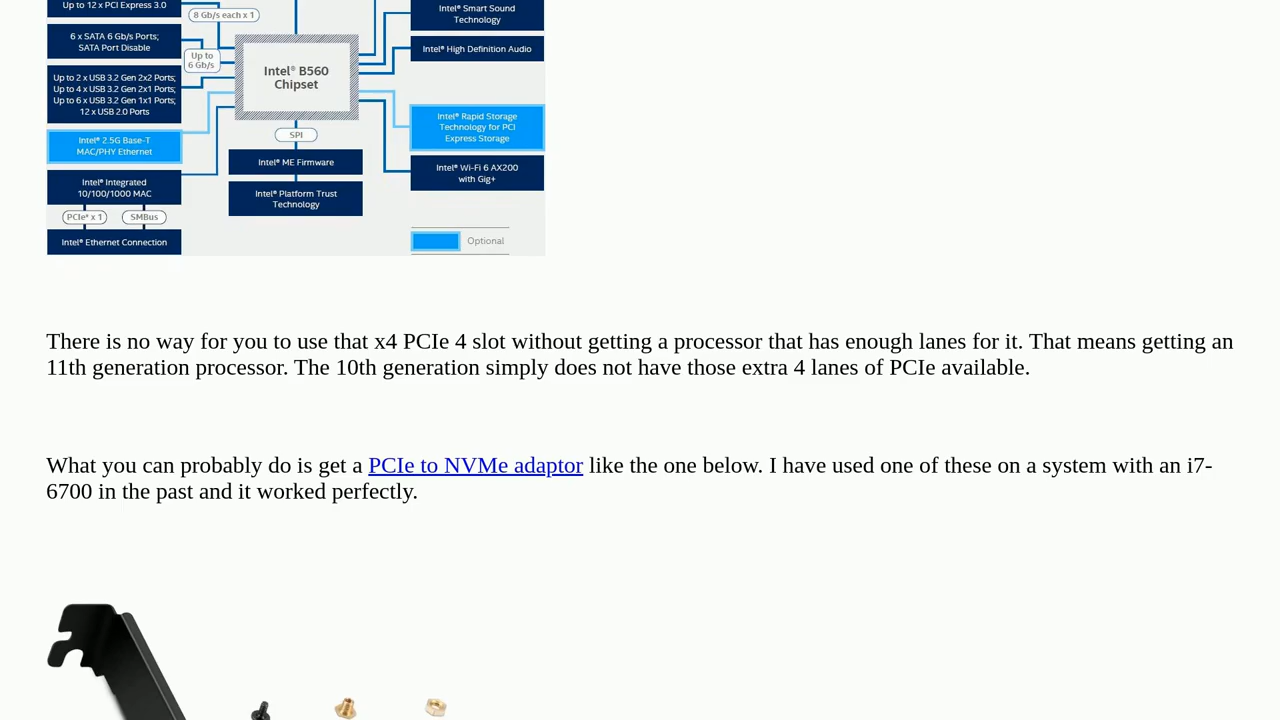 Up to 12 x PCI Express 3.0
8 Gb/s each x 1
6 x SATA 6 Gb/s Ports;
SATA Port Disable
Up to
6 Gb/s
Up to 2 x USB 3.2 Gen 2x2 Ports;
Up to 4 x USB 3.2 Gen 2x1 Ports;
Up to 6 x USB 3.2 Gen 1x1 Ports;
12 x USB 2.0 Ports
Intel® 2.5G Base-T
MAC/PHY Ethernet
Intel® Integrated
10/100/1000 MAC
PCIe® x 1
SMBus
Intel® Ethernet Connection
Intel® B560
Chipset
SPI
Intel® ME Firmware
Intel® Platform Trust
Technology
Intel® Smart Sound
Technology
Intel® High Definition Audio
Intel® Rapid Storage
Technology for PCI
Express Storage
Intel® Wi-Fi 6 AX200
with Gig+
Optional
There is no way for you to use that x4 PCIe 4 slot without getting a processor that has enough lanes for it. That means getting an
11th generation processor. The 10th generation simply does not have those extra 4 lanes of PCIe available.
What you can probably do is get a PCIe to NVMe adaptor like the one below. I have used one of these on a system with an i7-
6700 in the past and it worked perfectly.